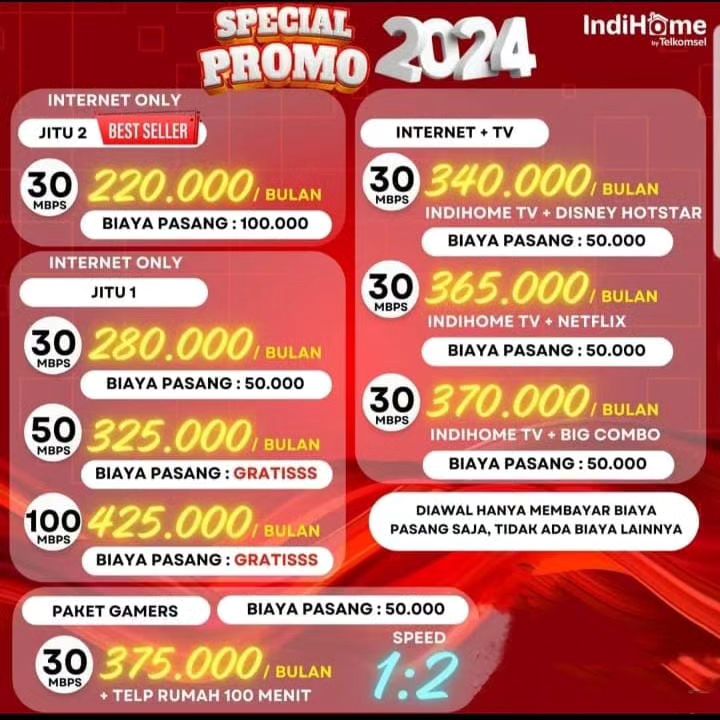 SPECIAL
PROMO 2024
IndiHome
by Telkomsel
INTERNET ONLY
JITU 2 BEST SELLER
30 MBPS 220.000 / BULAN
BIAYA PASANG : 100.000
INTERNET ONLY
JITU 1
30 MBPS 280.000 / BULAN
BIAYA PASANG : 50.000
50 MBPS 325.000 / BULAN
BIAYA PASANG : GRATISSS
100 MBPS 425.000 / BULAN
BIAYA PASANG : GRATISSS
INTERNET + TV
30 MBPS 340.000 / BULAN
INDIHOME TV + DISNEY HOTSTAR
BIAYA PASANG : 50.000
30 MBPS 365.000 / BULAN
INDIHOME TV + NETFLIX
BIAYA PASANG : 50.000
30 MBPS 370.000 / BULAN
INDIHOME TV + BIG COMBO
BIAYA PASANG : 50.000
DIAWAL HANYA MEMBAYAR BIAYA
PASANG SAJA, TIDAK ADA BIAYA LAINNYA
PAKET GAMERS BIAYA PASANG : 50.000
30 MBPS 375.000 / BULAN
+ TELP RUMAH 100 MENIT
SPEED
1:2